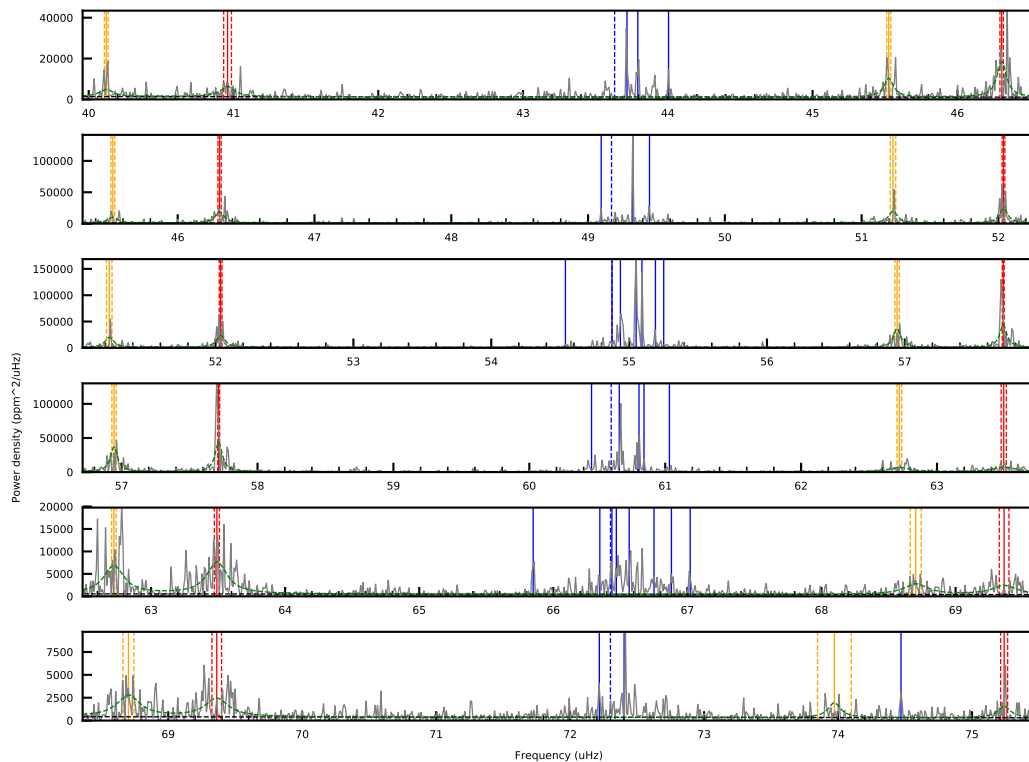 40000
20000
0
40 41 42 43 44 45 46
100000
50000
0
46 47 48 49 50 51 52
150000
100000
50000
0
52 53 54 55 56 57
100000
50000
0
57 58 59 60 61 62 63
20000
15000
10000
5000
0
63 64 65 66 67 68 69
7500
5000
2500
0
69 70 71 72 73 74 75
Power density (ppm^2/uHz)
Frequency (uHz)